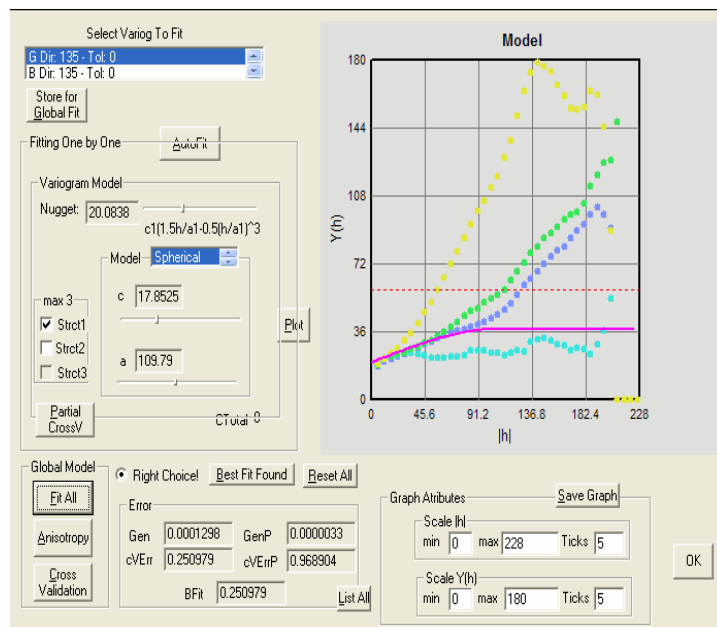 Select Variog To Fit
G Dir: 135 - Tol: 0
B Dir: 135 - Tol: 0
Store for
Global Fit
Fitting One by One
AutoFit
Variogram Model
Nugget: 20.0838
c1(1.5h/a1-0.5(h/a1)^3
Model Spherical
max 3
Strct1
Strct2
Strct3
c 17.8525
a 109.79
Plot
Partial
CrossV
CTotal 0
Model
180
144
108
72
36
0
Y(h)
0 45.6 91.2 136.8 182.4 228
|h|
Global Model
Fit All
Anisotropy
Cross
Validation
Right Choice! Best Fit Found Reset All
Error
Gen 0.0001298 GenP 0.0000033
cVErr 0.250979 cVErrP 0.968904
BFit 0.250979
List All
Graph Atributes Save Graph
Scale |h|
min 0 max 228 Ticks 5
Scale Y(h)
min 0 max 180 Ticks 5
OK